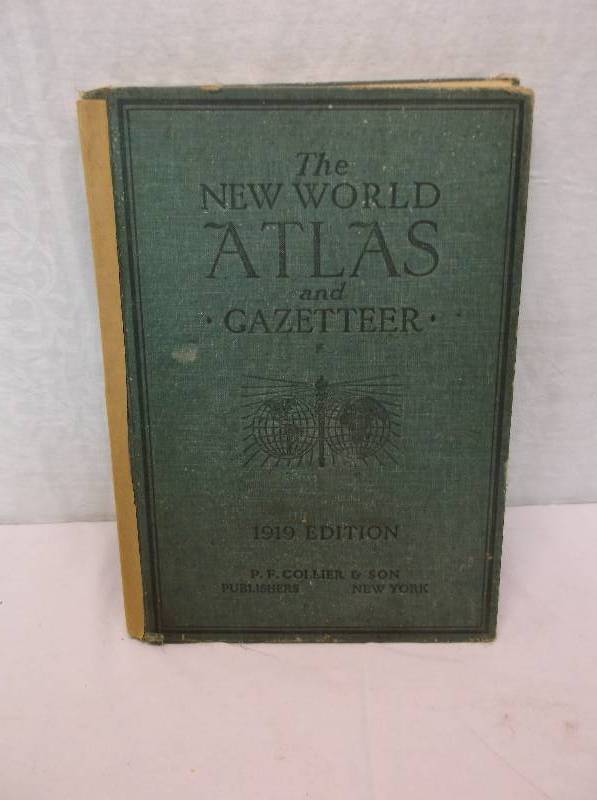 The
NEW WORLD
ATLAS
and
· GAZETTEER ·
1919 EDITION
P. F. COLLIER & SON
PUBLISHERS NEW YORK